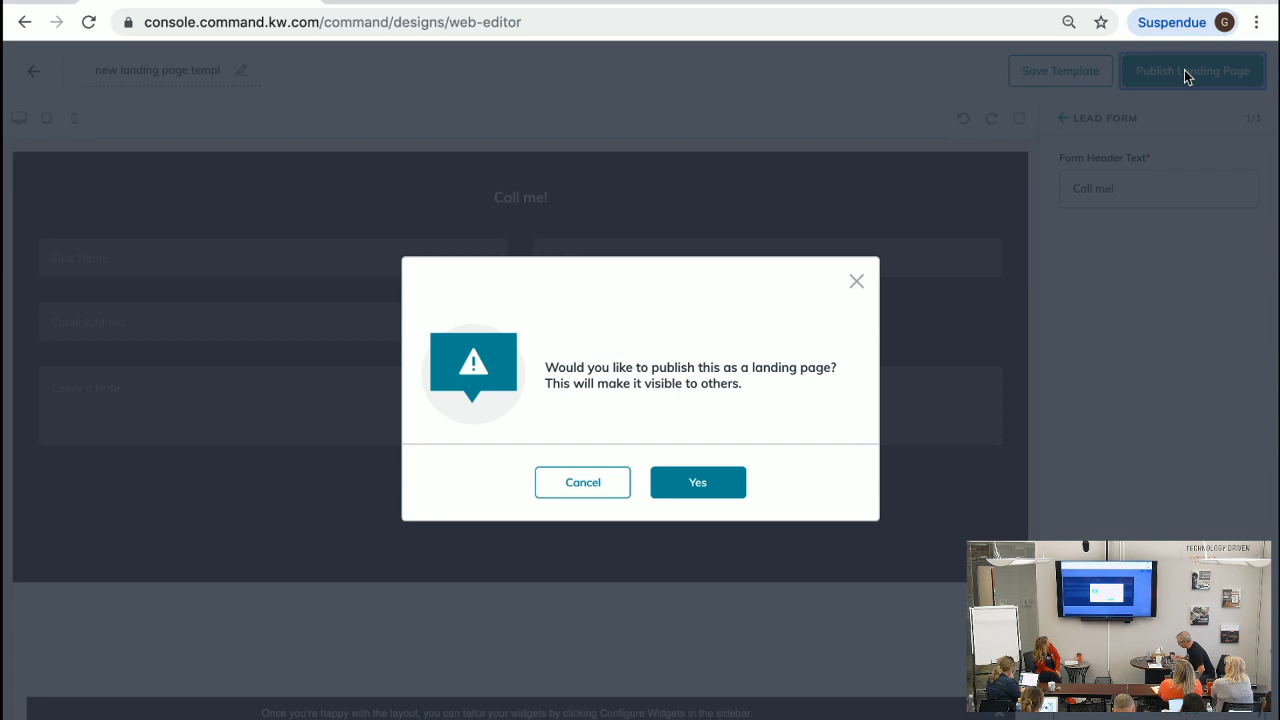 console.command.kw.com/command/designs/web-editor
Suspendue
G
new landing page templ
Save Template
Publish Landing Page
LEAD FORM
1/1
Form Header Text*
Call me!
Call me!
First Name
Email Address
Leave a Note
Would you like to publish this as a landing page?
This will make it visible to others.
Cancel
Yes
TECHNOLOGY DRIVEN
Once you're happy with the layout, you can tailor your widgets by clicking Configure Widgets in the sidebar.